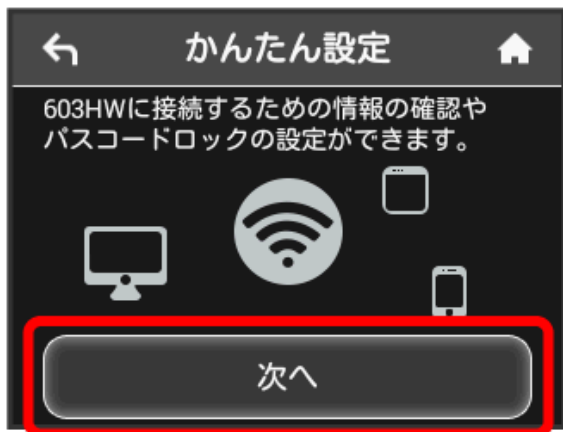 かんたん設定
603HWに接続するための情報の確認や
パスコードロックの設定ができます。
次へ